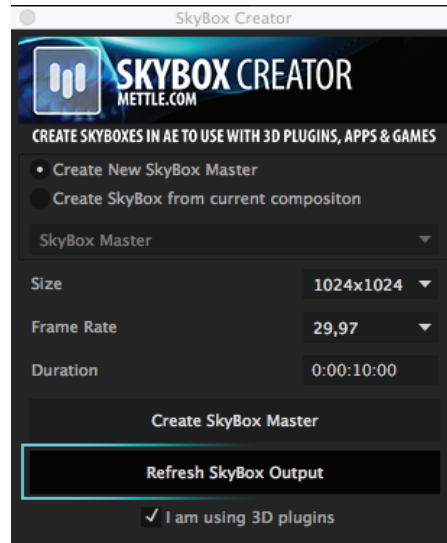 SkyBox Creator
SKYBOX CREATOR
METTLE.COM
CREATE SKYBOXES IN AE TO USE WITH 3D PLUGINS, APPS & GAMES
Create New SkyBox Master
Create SkyBox from current compositon
SkyBox Master
Size 1024x1024
Frame Rate 29,97
Duration 0:00:10:00
Create SkyBox Master
Refresh SkyBox Output
I am using 3D plugins